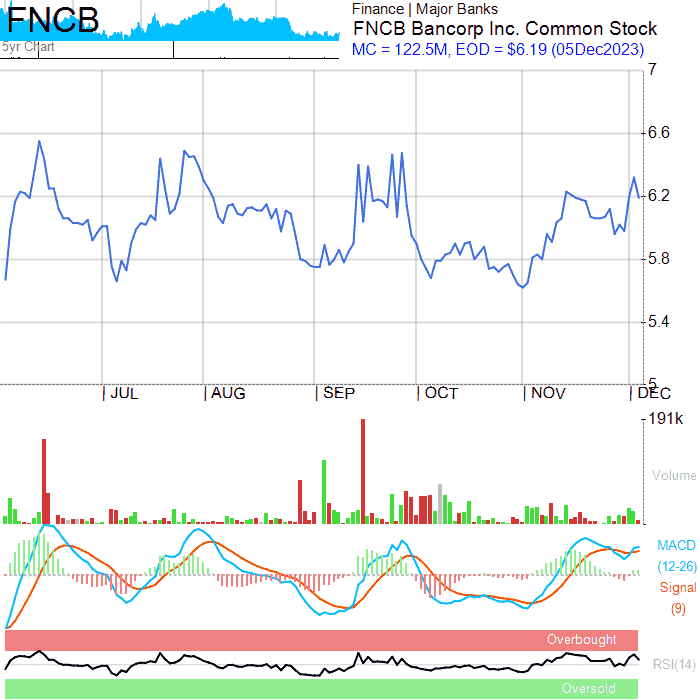 FNCB
5yr Chart
Finance | Major Banks
FNCB Bancorp Inc. Common Stock
MC = 122.5M, EOD = $6.19 (05Dec2023)
7
6.6
6.2
5.8
5.4
5
JUL AUG SEP OCT NOV DEC
191k
Volume
MACD
(12-26)
Signal
(9)
Overbought
RSI(14)
Oversold